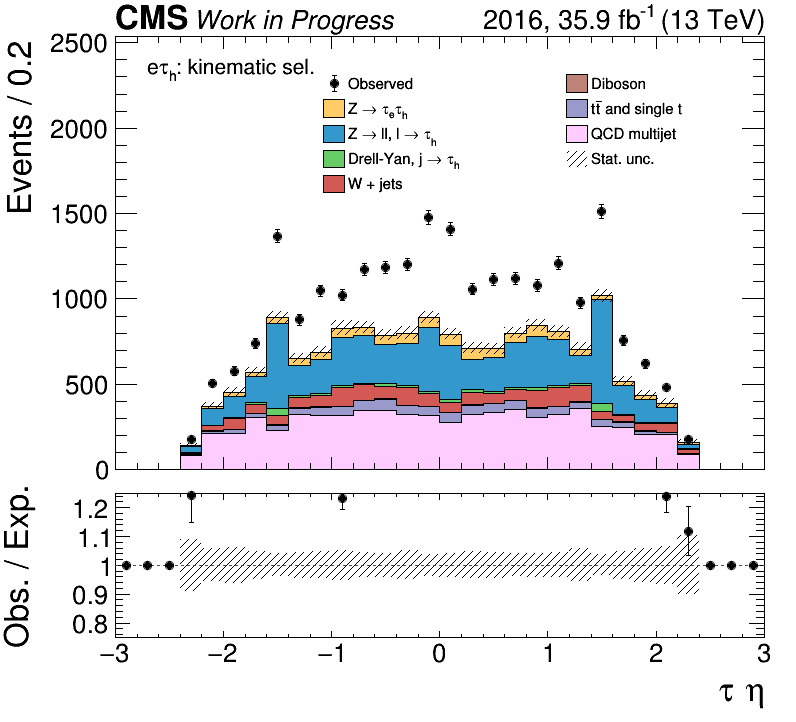 CMS Work in Progress 2016, 35.9 fb⁻¹ (13 TeV)
Events / 0.2
2500
2000
1500
1000
500
0
eτₕ: kinematic sel.
Observed
Z → τₑτₕ
Z → ll, l → τₕ
Drell-Yan, j → τₕ
W + jets
Diboson
tt̄ and single t
QCD multijet
Stat. unc.
Obs. / Exp.
1.2
1.1
1
0.9
0.8
−3 −2 −1 0 1 2 3
τ η